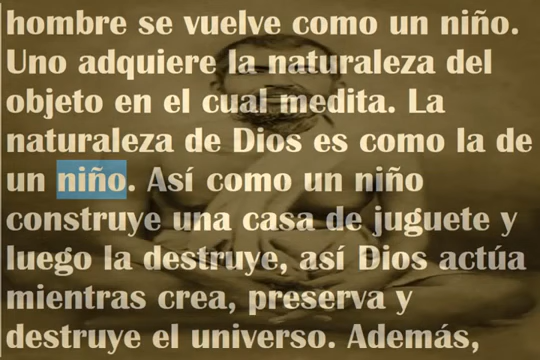 hombre se vuelve como un niño.
Uno adquiere la naturaleza del
objeto en el cual medita. La
naturaleza de Dios es como la de
un niño. Así como un niño
construye una casa de juguete y
luego la destruye, así Dios actúa
mientras crea, preserva y
destruye el universo. Además,